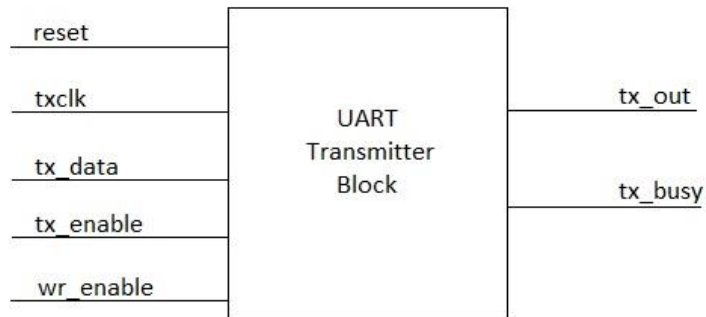 reset
txclk
tx_data
tx_enable
wr_enable
UART
Transmitter
Block
tx_out
tx_busy